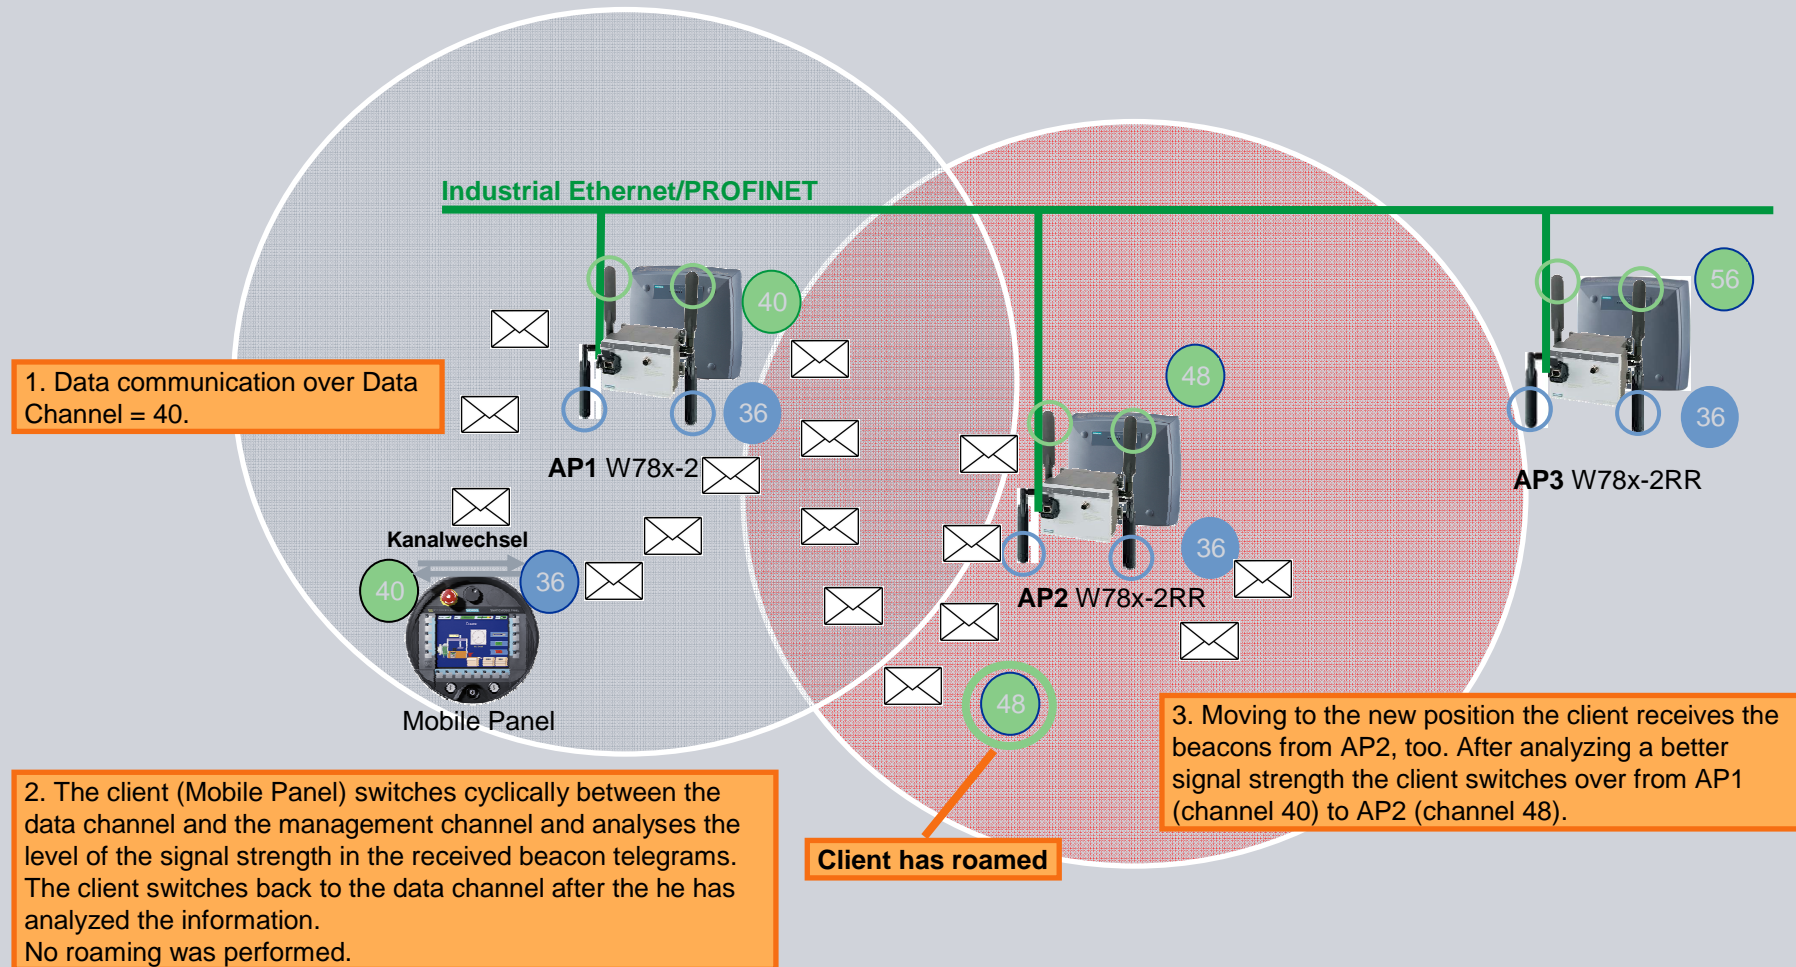 Industrial Ethernet/PROFINET
40
56
48
1. Data communication over Data
Channel = 40.
36
36
AP1 W78x-2
AP3 W78x-2RR
Kanalwechsel
36
40
36
AP2 W78x-2RR
Mobile Panel
48
3. Moving to the new position the client receives the
beacons from AP2, too. After analyzing a better
signal strength the client switches over from AP1
(channel 40) to AP2 (channel 48).
2. The client (Mobile Panel) switches cyclically between the
data channel and the management channel and analyses the
level of the signal strength in the received beacon telegrams.
The client switches back to the data channel after the he has
analyzed the information.
No roaming was performed.
Client has roamed